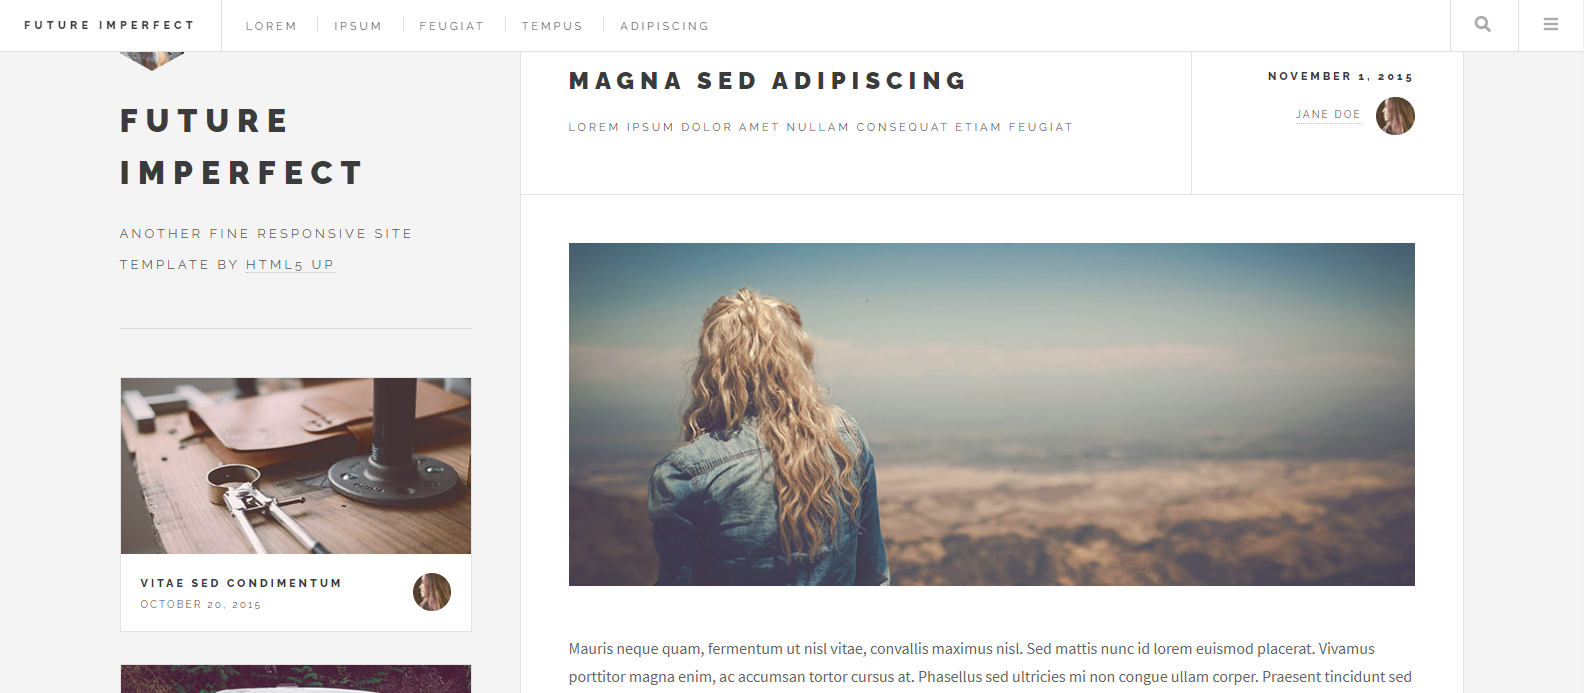 FUTURE IMPERFECT
LOREM
IPSUM
FEUGIAT
TEMPUS
ADIPISCING
FUTURE
IMPERFECT
ANOTHER FINE RESPONSIVE SITE
TEMPLATE BY HTML5 UP
VITAE SED CONDIMENTUM
OCTOBER 20, 2015
MAGNA SED ADIPISCING
LOREM IPSUM DOLOR AMET NULLAM CONSEQUAT ETIAM FEUGIAT
NOVEMBER 1, 2015
JANE DOE
Mauris neque quam, fermentum ut nisl vitae, convallis maximus nisl. Sed mattis nunc id lorem euismod placerat. Vivamus
porttitor magna enim, ac accumsan tortor cursus at. Phasellus sed ultricies mi non congue ullam corper. Praesent tincidunt sed